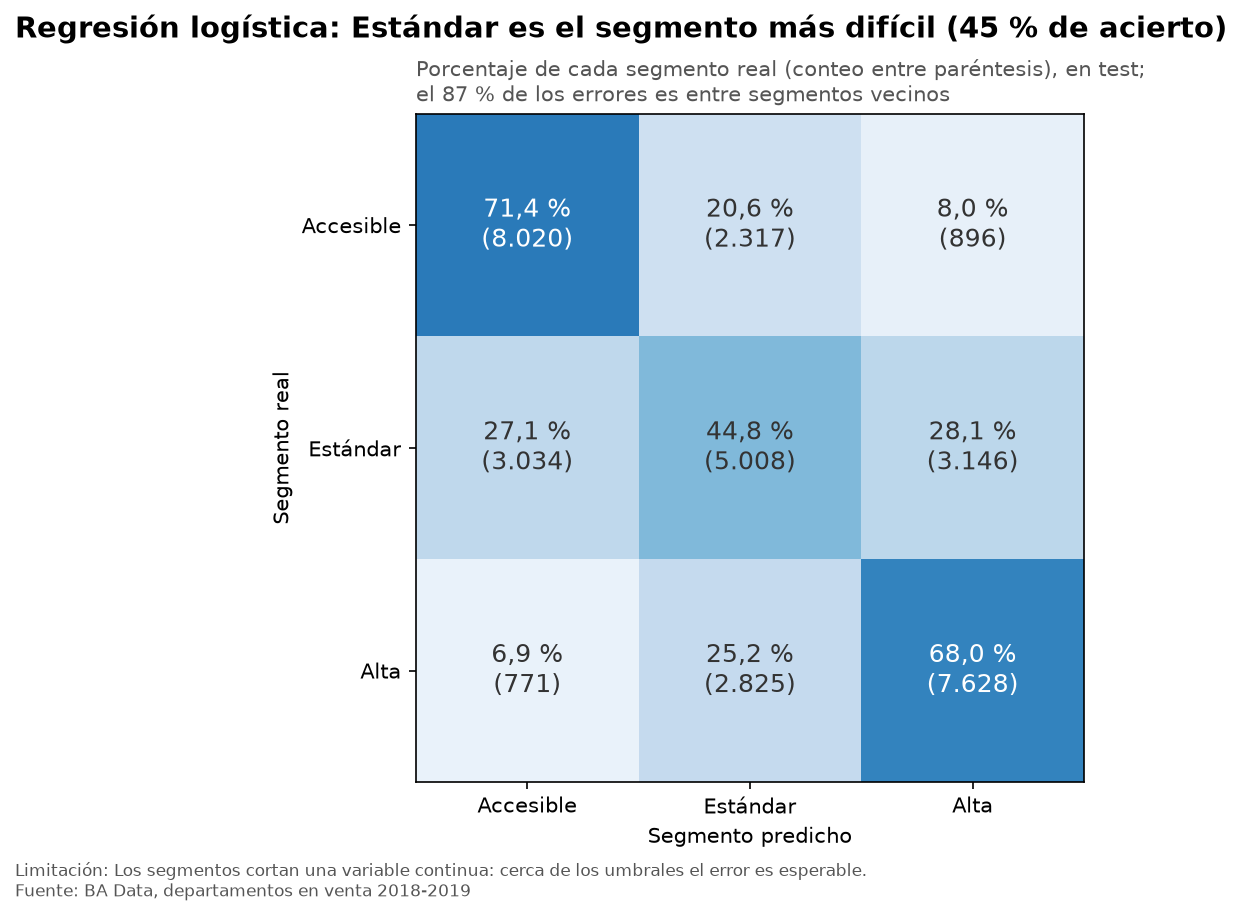 Regresión logística: Estándar es el segmento más difícil (45 % de acierto)
Porcentaje de cada segmento real (conteo entre paréntesis), en test;
el 87 % de los errores es entre segmentos vecinos
Segmento real
Accesible
71,4 %
(8.020)
20,6 %
(2.317)
8,0 %
(896)
Estándar
27,1 %
(3.034)
44,8 %
(5.008)
28,1 %
(3.146)
Alta
6,9 %
(771)
25,2 %
(2.825)
68,0 %
(7.628)
Accesible
Estándar
Alta
Segmento predicho
Limitación: Los segmentos cortan una variable continua: cerca de los umbrales el error es esperable.
Fuente: BA Data, departamentos en venta 2018-2019